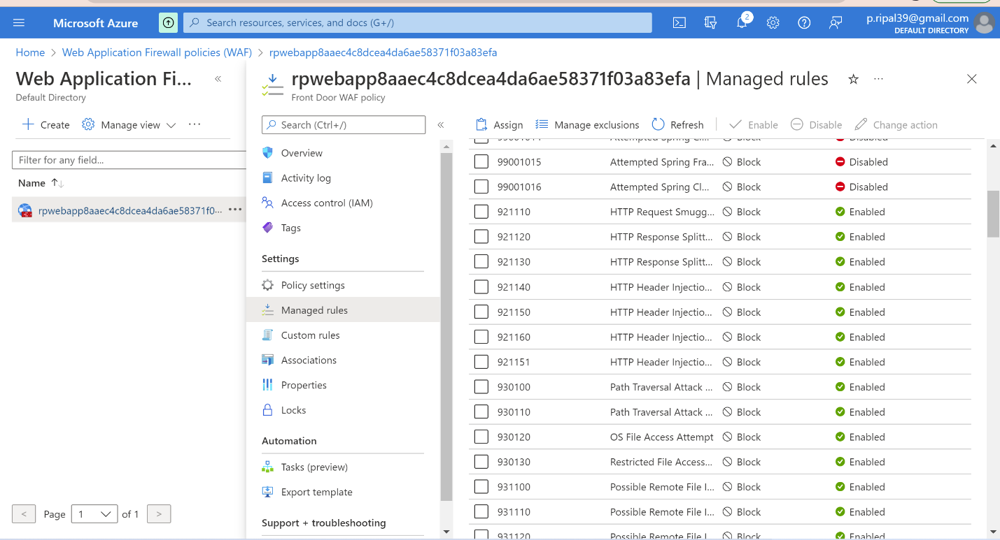 Microsoft Azure
Search resources, services, and docs (G+/)
2
p.ripal39@gmail.com
DEFAULT DIRECTORY
Home > Web Application Firewall policies (WAF) > rpwebapp8aaec4c8dcea4da6ae58371f03a83efa
Web Application Fi...
Default Directory
Create
Manage view
Filter for any field...
Name
rpwebapp8aaec4c8dcea4da6ae58371f0...
Page 1 of 1
rpwebapp8aaec4c8dcea4da6ae58371f03a83efa | Managed rules
Front Door WAF policy
Search (Ctrl+/)
Overview
Activity log
Access control (IAM)
Tags
Settings
Policy settings
Managed rules
Custom rules
Associations
Properties
Locks
Automation
Tasks (preview)
Export template
Support + troubleshooting
Assign Manage exclusions Refresh Enable Disable Change action
99001014 Attempted Spring Cl... Block Disabled
99001015 Attempted Spring Fra... Block Disabled
99001016 Attempted Spring Cl... Block Disabled
921110 HTTP Request Smugg... Block Enabled
921120 HTTP Response Splitt... Block Enabled
921130 HTTP Response Splitt... Block Enabled
921140 HTTP Header Injectio... Block Enabled
921150 HTTP Header Injectio... Block Enabled
921160 HTTP Header Injectio... Block Enabled
921151 HTTP Header Injectio... Block Enabled
930100 Path Traversal Attack ... Block Enabled
930110 Path Traversal Attack ... Block Enabled
930120 OS File Access Attempt Block Enabled
930130 Restricted File Access... Block Enabled
931100 Possible Remote File I... Block Enabled
931110 Possible Remote File I... Block Enabled
931120 Possible Remote File I... Block Enabled